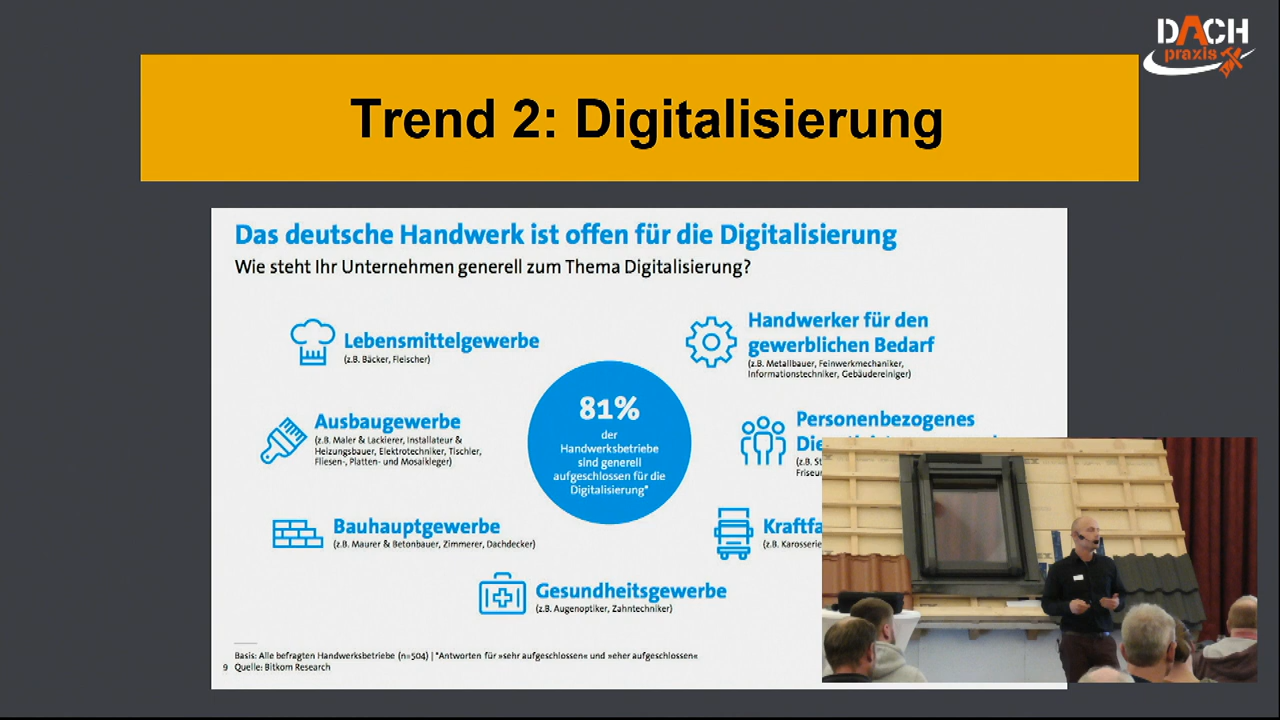 DACH
praxis
Trend 2: Digitalisierung
Das deutsche Handwerk ist offen für die Digitalisierung
Wie steht Ihr Unternehmen generell zum Thema Digitalisierung?
Lebensmittelgewerbe
(z.B. Bäcker, Fleischer)
Handwerker für den
gewerblichen Bedarf
(z.B. Metallbauer, Feinwerkmechaniker,
Informationstechniker, Gebäudereiniger)
Ausbaugewerbe
(z.B. Maler & Lackierer, Installateur &
Heizungsbauer, Elektrotechniker, Tischler,
Fliesen-, Platten- und Mosaikleger)
81%
der
Handwerksbetriebe
sind generell
aufgeschlossen für die
Digitalisierung*
Personenbezogenes
(z.B.
Bauhauptgewerbe
(z.B. Maurer & Betonbauer, Zimmerer, Dachdecker)
(z.B.
Gesundheitsgewerbe
(z.B. Augenoptiker, Zahntechniker)
Basis: Alle befragten Handwerksbetriebe (n=504) | *Antworten für »sehr aufgeschlossen« und »eher aufgeschlossen«
9 Quelle: Bitkom Research